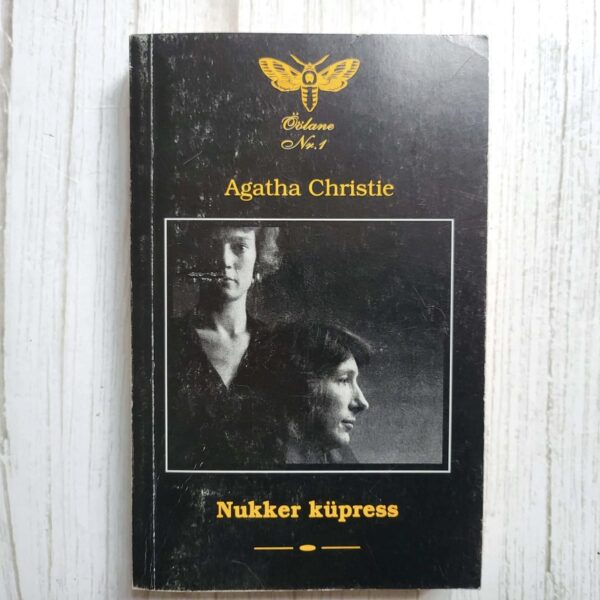 Öölane
Nr.1
Agatha Christie
Nukker küpress